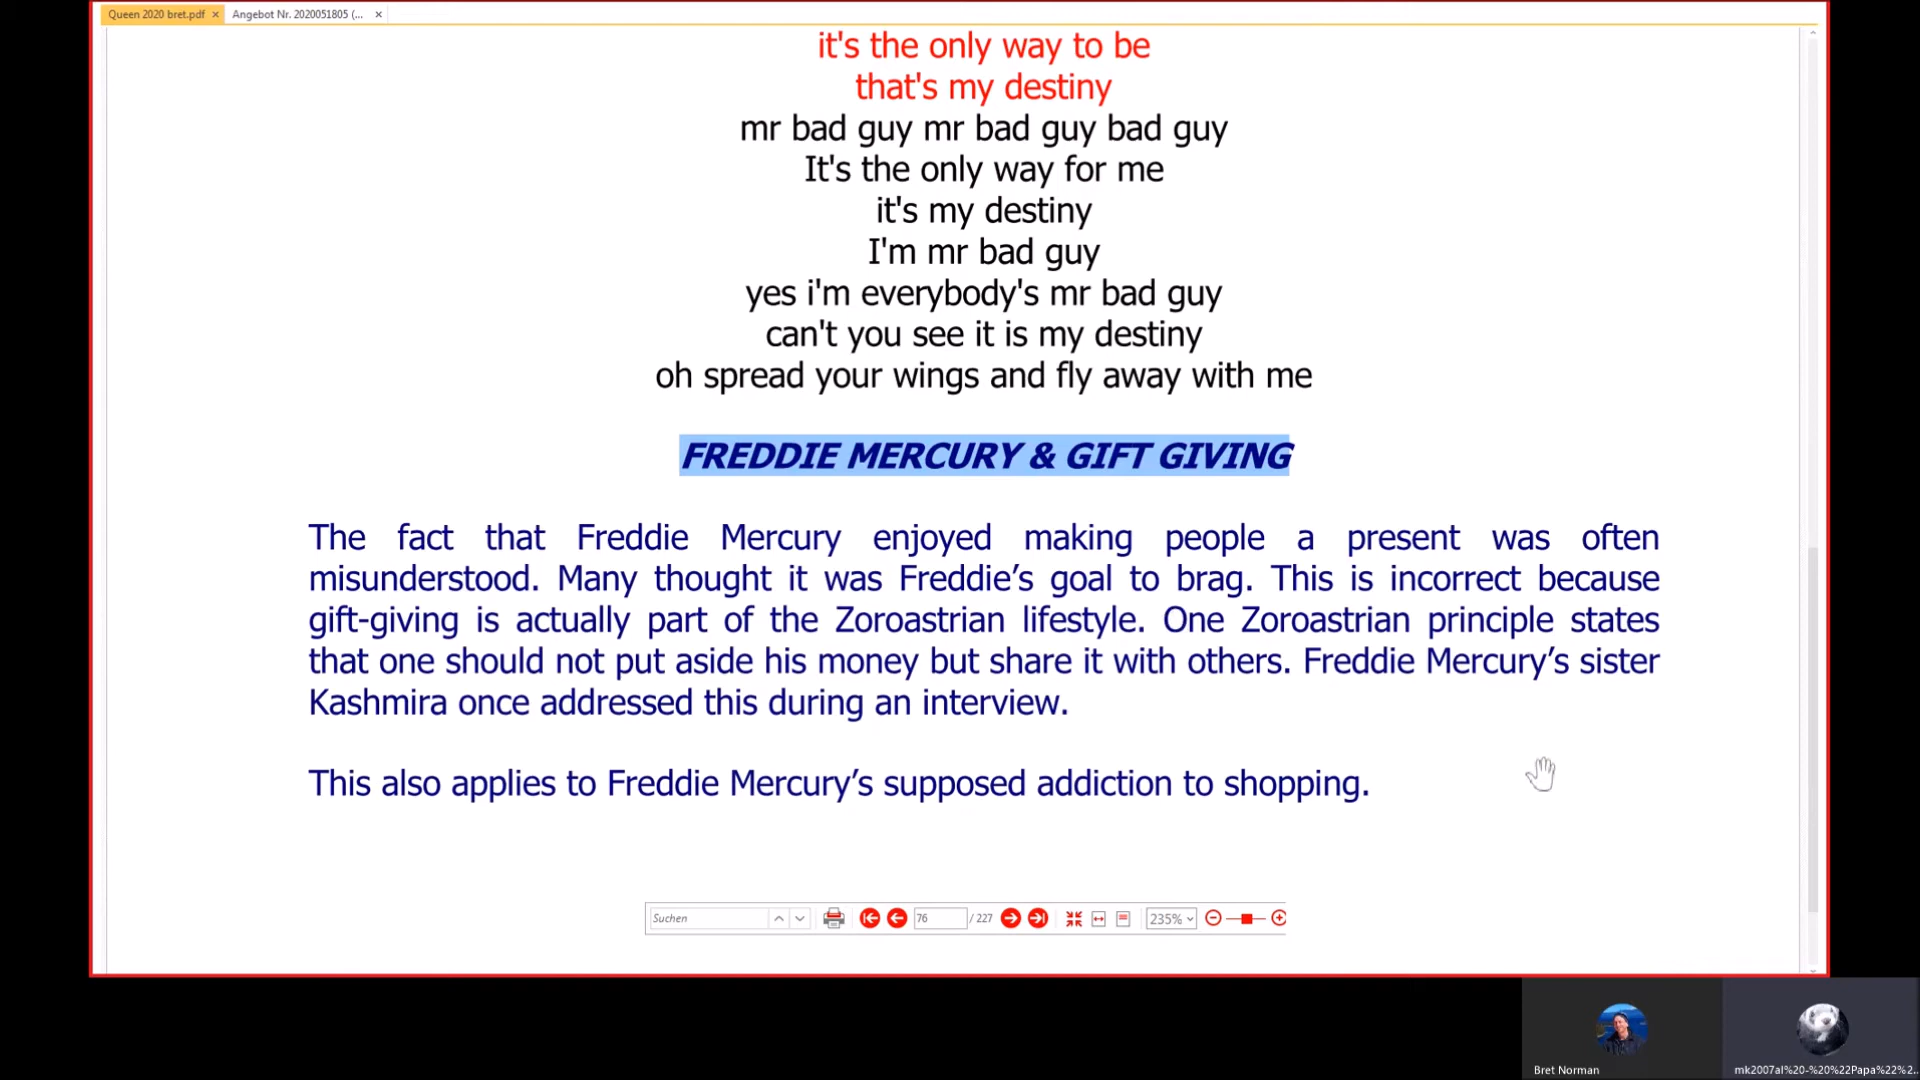 Queen 2020 bret.pdf × Angebot Nr. 2020051805 (... ×
it's the only way to be
that's my destiny
mr bad guy mr bad guy bad guy
It's the only way for me
it's my destiny
I'm mr bad guy
yes i'm everybody's mr bad guy
can't you see it is my destiny
oh spread your wings and fly away with me
FREDDIE MERCURY & GIFT GIVING
The fact that Freddie Mercury enjoyed making people a present was often
misunderstood. Many thought it was Freddie’s goal to brag. This is incorrect because
gift-giving is actually part of the Zoroastrian lifestyle. One Zoroastrian principle states
that one should not put aside his money but share it with others. Freddie Mercury’s sister
Kashmira once addressed this during an interview.
This also applies to Freddie Mercury’s supposed addiction to shopping.
Suchen 76 / 227 235%
Bret Norman mk2007al%20-%20%22Papa%22%2...